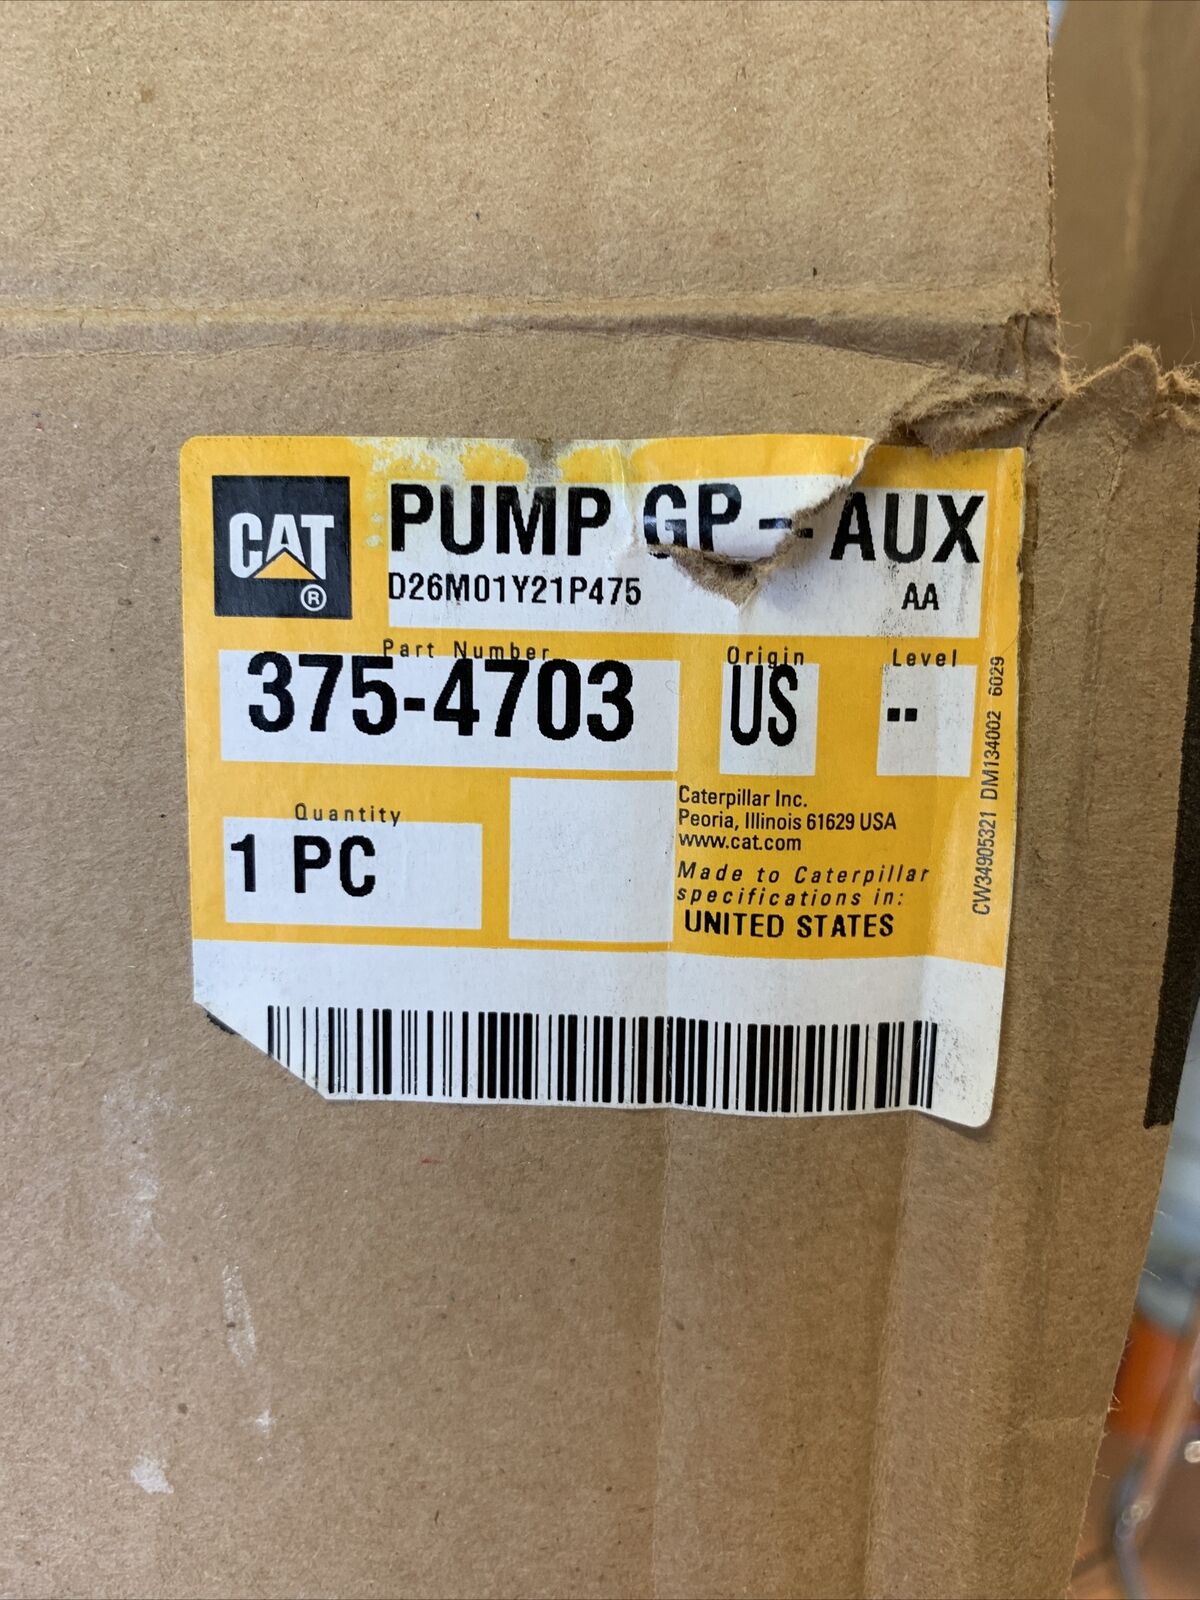 CAT
®
PUMP GP - AUX
D26M01Y21P475 AA
Part Number Origin Level
375-4703 US --
Quantity
1 PC
Caterpillar Inc.
Peoria, Illinois 61629 USA
www.cat.com
Made to Caterpillar
specifications in:
UNITED STATES
CW34905321 DM134002 6029